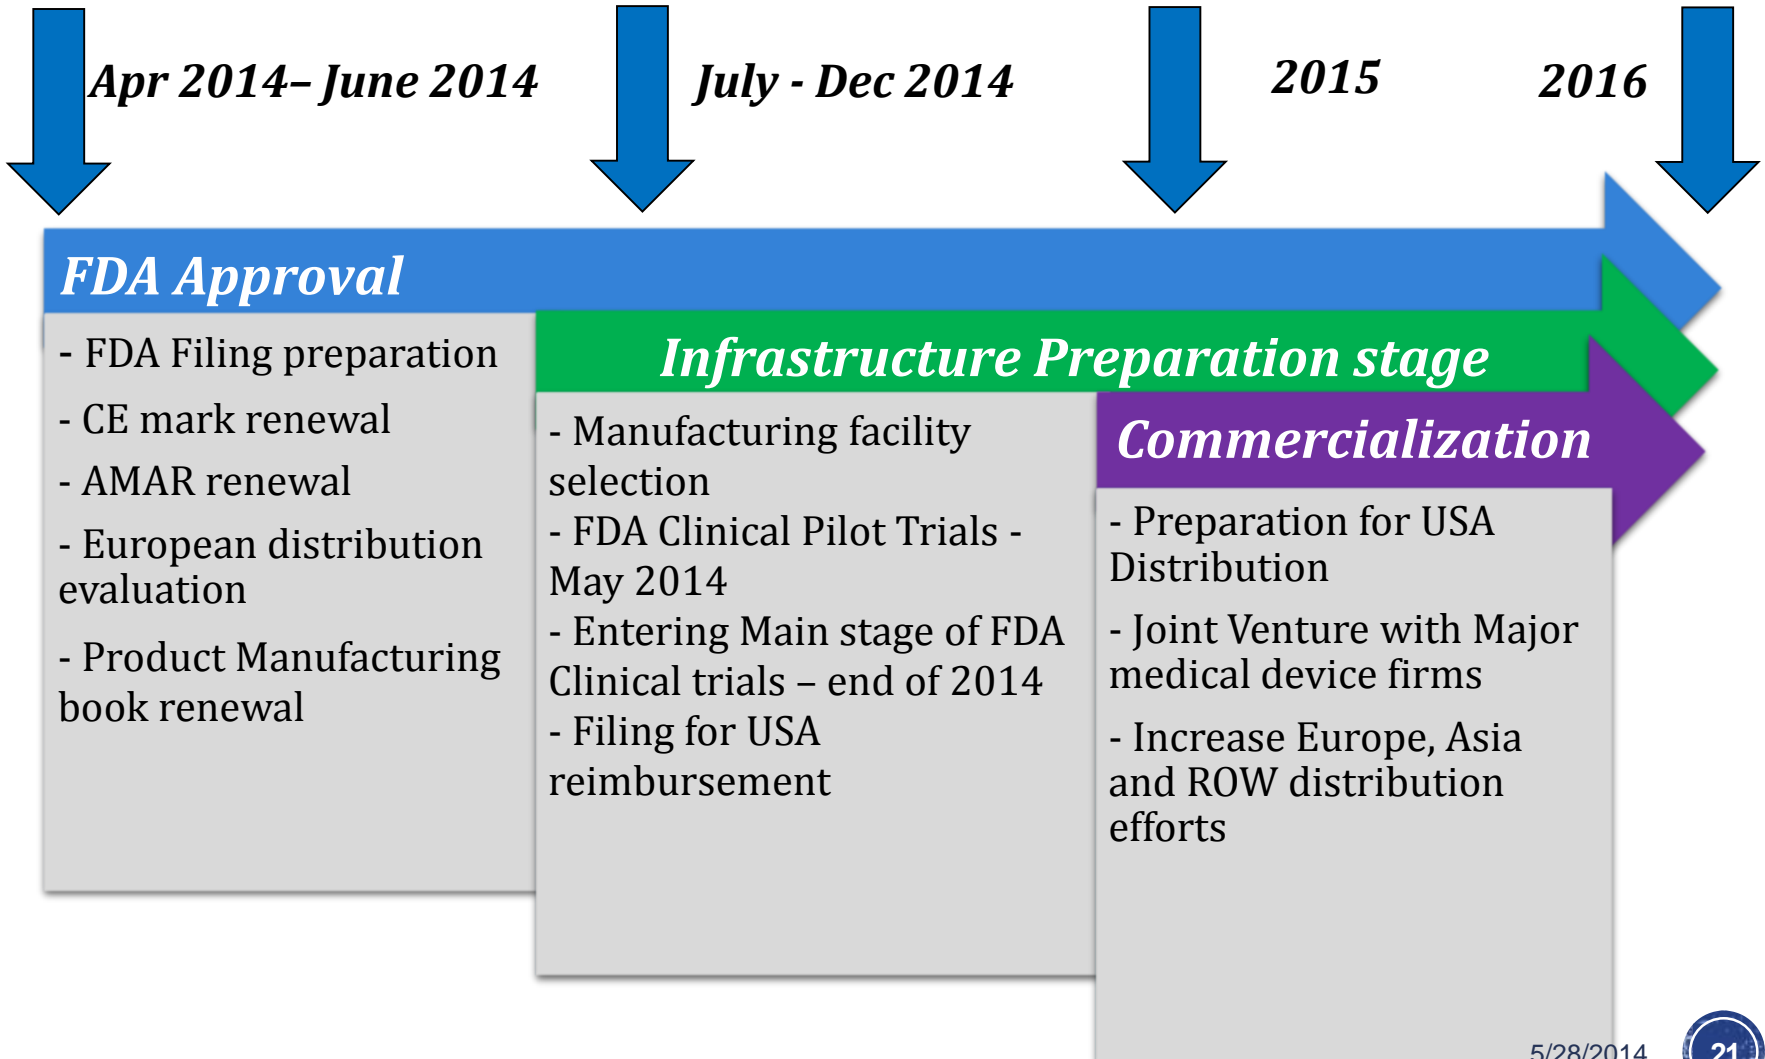 Apr 2014– June 2014
July - Dec 2014
2015
2016
FDA Approval
- FDA Filing preparation
- CE mark renewal
- AMAR renewal
- European distribution
evaluation
- Product Manufacturing
book renewal
Infrastructure Preparation stage
- Manufacturing facility
selection
- FDA Clinical Pilot Trials -
May 2014
- Entering Main stage of FDA
Clinical trials – end of 2014
- Filing for USA
reimbursement
Commercialization
- Preparation for USA
Distribution
- Joint Venture with Major
medical device firms
- Increase Europe, Asia
and ROW distribution
efforts
5/28/2014
21